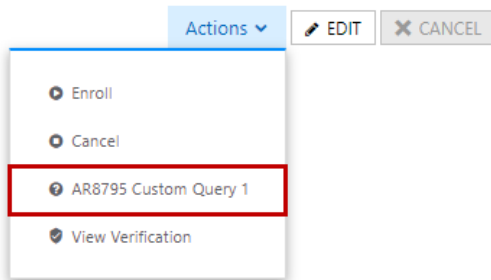 Actions EDIT CANCEL
Enroll
Cancel
AR8795 Custom Query 1
View Verification